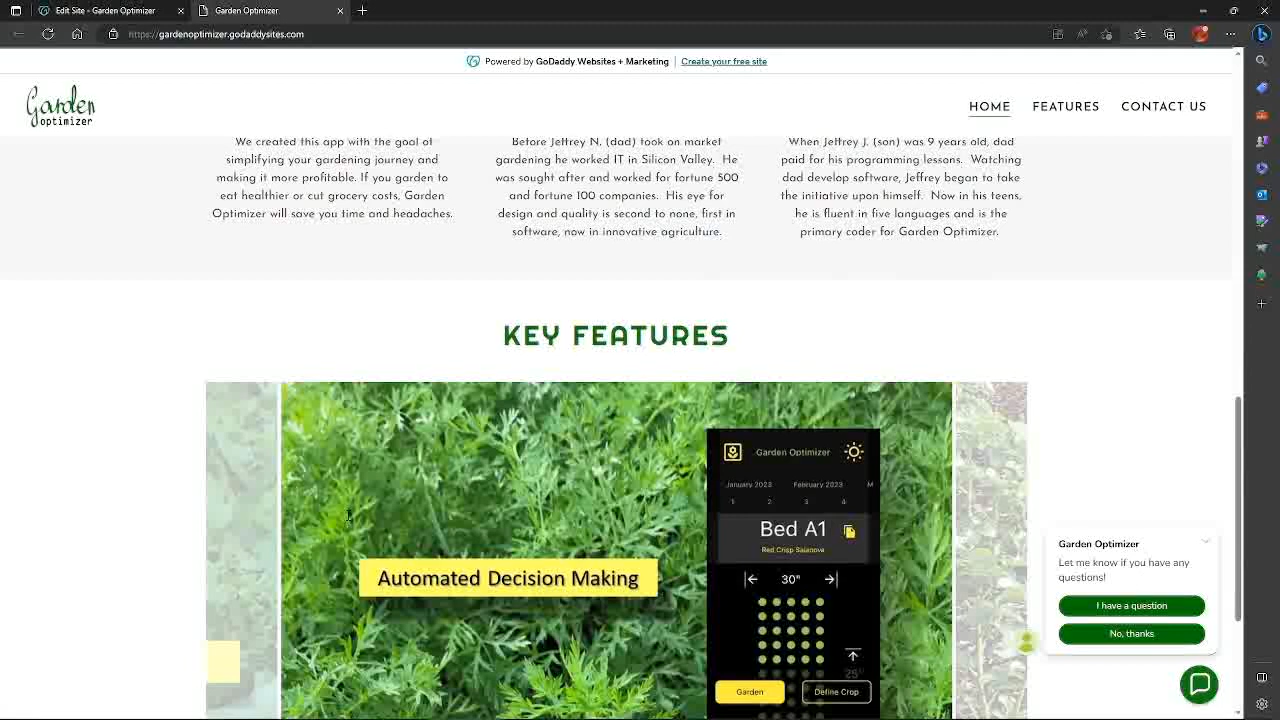 Edit Site - Garden Optimizer
Garden Optimizer
https://gardenoptimizer.godaddysites.com
Powered by GoDaddy Websites + Marketing | Create your free site
Garden
optimizer
HOME
FEATURES
CONTACT US
We created this app with the goal of
simplifying your gardening journey and
making it more profitable. If you garden to
eat healthier or cut grocery costs, Garden
Optimizer will save you time and headaches.
Before Jeffrey N. (dad) took on market
gardening he worked IT in Silicon Valley. He
was sought after and worked for fortune 500
and fortune 100 companies. His eye for
design and quality is second to none, first in
software, now in innovative agriculture.
When Jeffrey J. (son) was 9 years old, dad
paid for his programming lessons. Watching
dad develop software, Jeffrey began to take
the initiative upon himself. Now in his teens,
he is fluent in five languages and is the
primary coder for Garden Optimizer.
KEY FEATURES
Automated Decision Making
Garden Optimizer
January 2023 February 2023 M
1 2 3 4
Bed A1
Red Crisp Salanova
30"
25'
Garden
Define Crop
Garden Optimizer
Let me know if you have any
questions!
I have a question
No, thanks